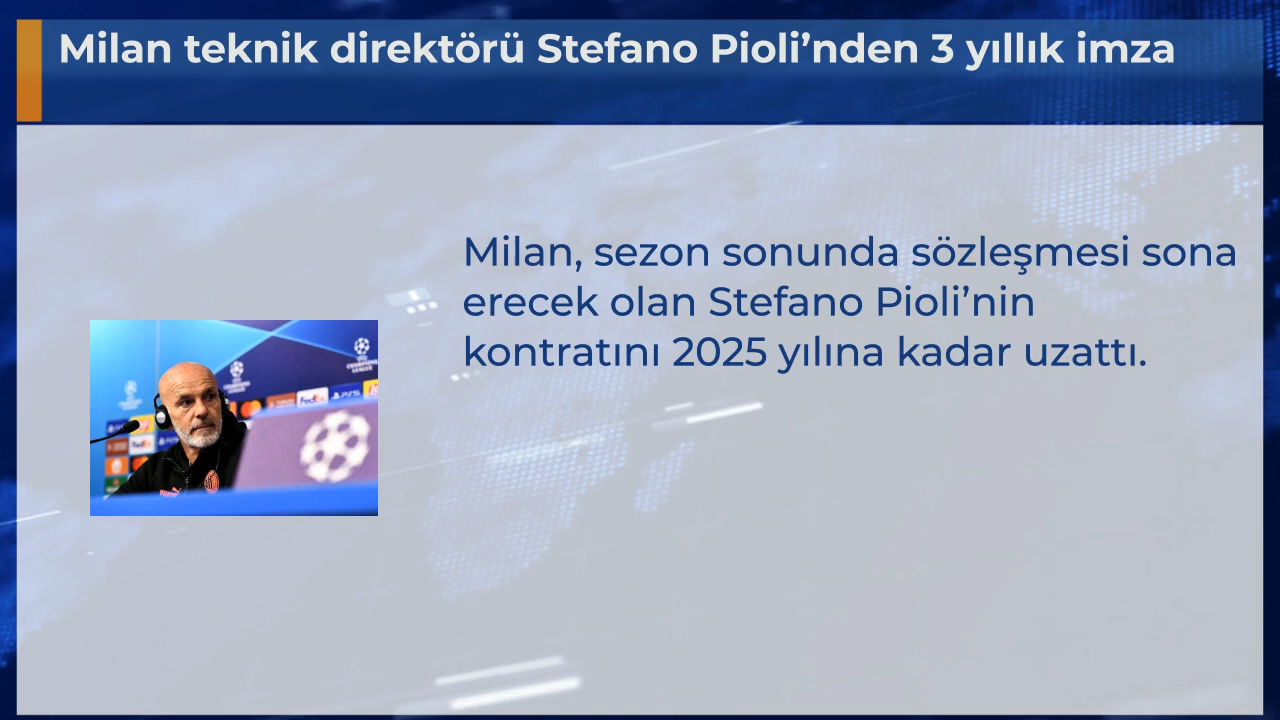 Milan teknik direktörü Stefano Pioli’nden 3 yıllık imza
Milan, sezon sonunda sözleşmesi sona
erecek olan Stefano Pioli’nin
kontratını 2025 yılına kadar uzattı.